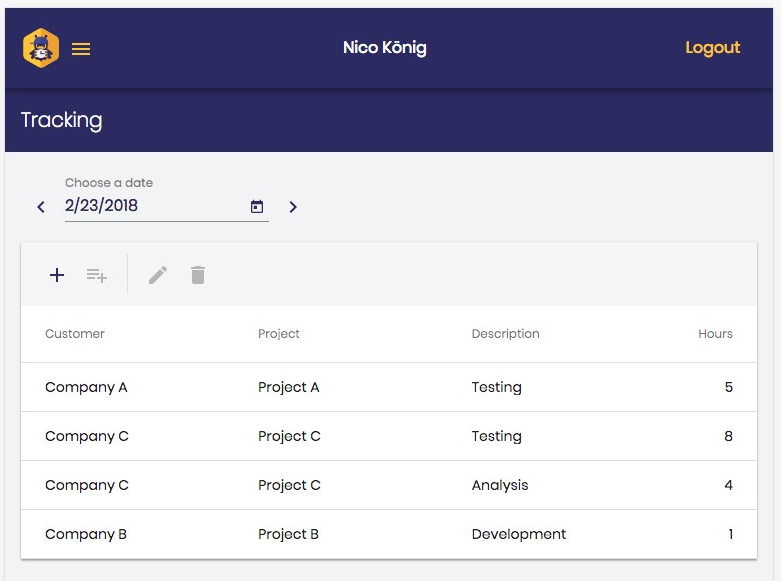 Nico König
Logout
Tracking
Choose a date
2/23/2018
Customer Project Description Hours
Company A Project A Testing 5
Company C Project C Testing 8
Company C Project C Analysis 4
Company B Project B Development 1